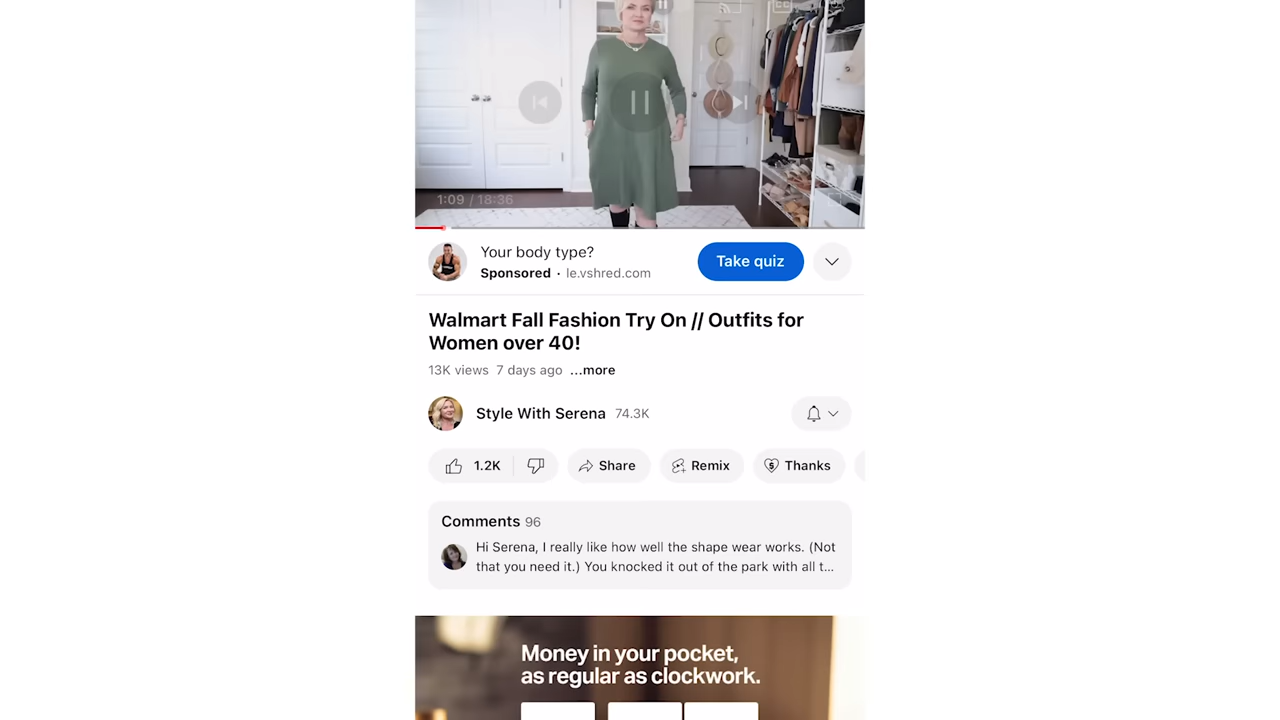 1:09 / 18:36
Your body type?
Take quiz
Sponsored · le.vshred.com
Walmart Fall Fashion Try On // Outfits for
Women over 40!
13K views 7 days ago ...more
Style With Serena 74.3K
1.2K
Share
Remix
Thanks
Comments 96
Hi Serena, I really like how well the shape wear works. (Not
that you need it.) You knocked it out of the park with all t...
Money in your pocket,
as regular as clockwork.